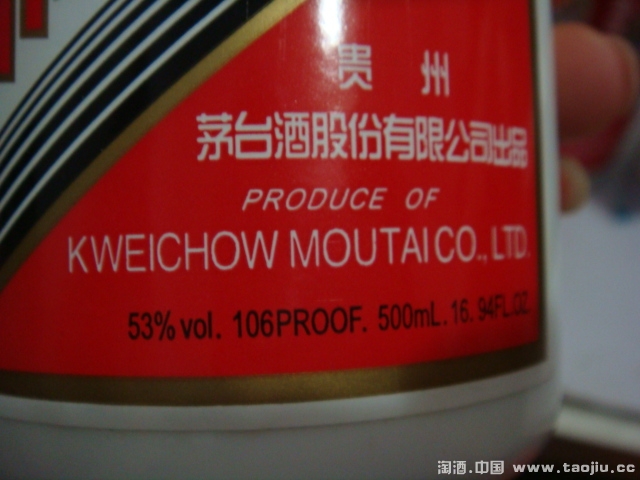 贵 州
茅台酒股份有限公司出品
PRODUCE OF
KWEICHOW MOUTAI CO., LTD.
53% vol. 106PROOF. 500mL. 16. 94FL.OZ.
淘酒.中国 www.taojiu.cc